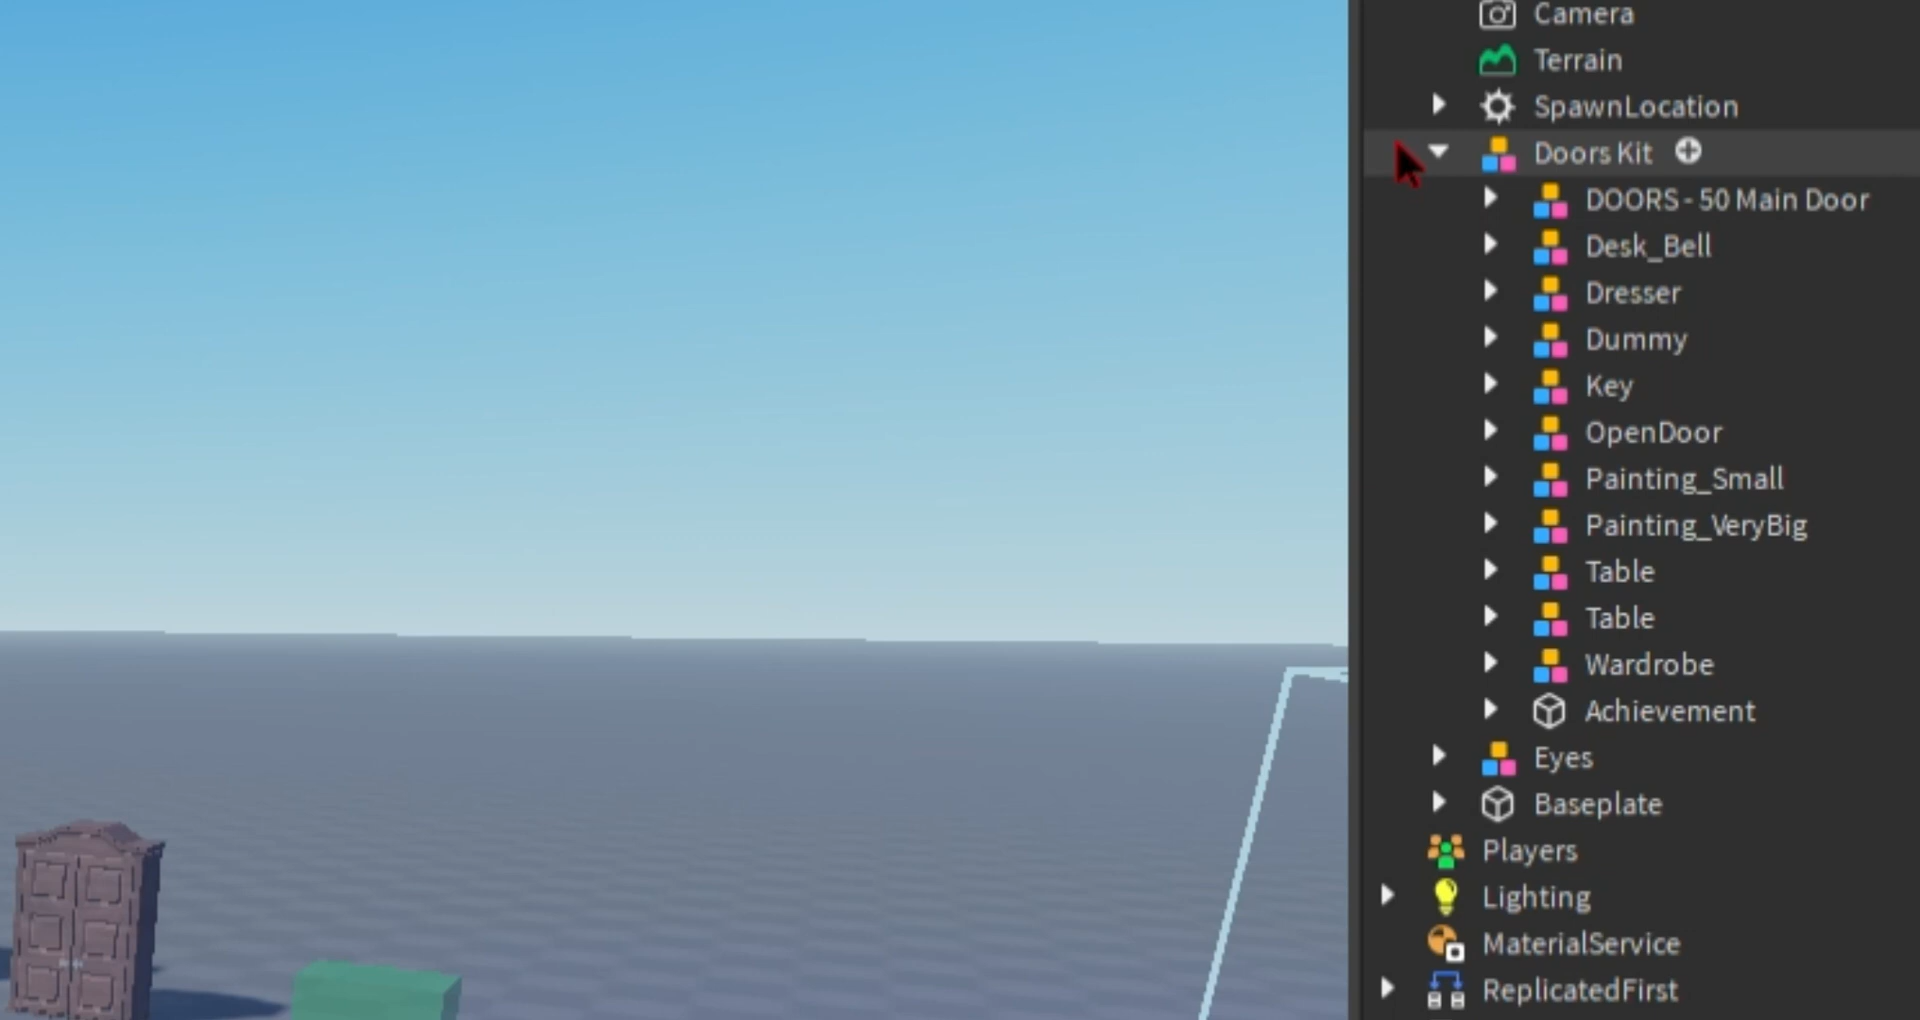 Camera
Terrain
SpawnLocation
Doors Kit
DOORS - 50 Main Door
Desk_Bell
Dresser
Dummy
Key
OpenDoor
Painting_Small
Painting_VeryBig
Table
Table
Wardrobe
Achievement
Eyes
Baseplate
Players
Lighting
MaterialService
ReplicatedFirst